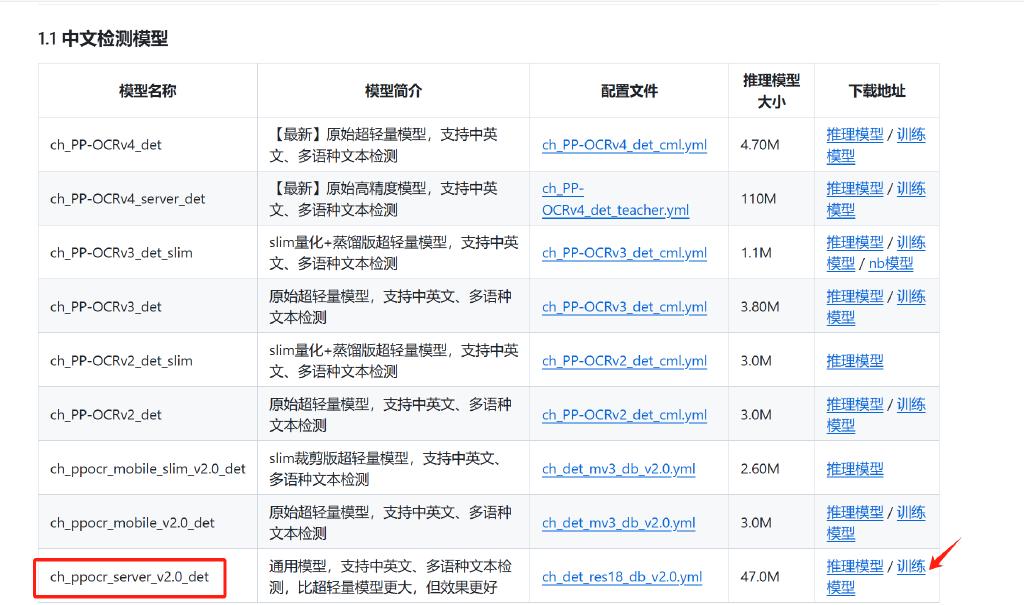 1.1 中文检测模型
模型名称 模型简介 配置文件 推理模型大小 下载地址
ch_PP-OCRv4_det 【最新】原始超轻量模型，支持中英文、多语种文本检测 ch_PP-OCRv4_det_cml.yml 4.70M 推理模型 / 训练模型
ch_PP-OCRv4_server_det 【最新】原始高精度模型，支持中英文、多语种文本检测 ch_PP-OCRv4_det_teacher.yml 110M 推理模型 / 训练模型
ch_PP-OCRv3_det_slim slim量化+蒸馏版超轻量模型，支持中英文、多语种文本检测 ch_PP-OCRv3_det_cml.yml 1.1M 推理模型 / 训练模型 / nb模型
ch_PP-OCRv3_det 原始超轻量模型，支持中英文、多语种文本检测 ch_PP-OCRv3_det_cml.yml 3.80M 推理模型 / 训练模型
ch_PP-OCRv2_det_slim slim量化+蒸馏版超轻量模型，支持中英文、多语种文本检测 ch_PP-OCRv2_det_cml.yml 3.0M 推理模型
ch_PP-OCRv2_det 原始超轻量模型，支持中英文、多语种文本检测 ch_PP-OCRv2_det_cml.yml 3.0M 推理模型 / 训练模型
ch_ppocr_mobile_slim_v2.0_det slim裁剪版超轻量模型，支持中英文、多语种文本检测 ch_det_mv3_db_v2.0.yml 2.60M 推理模型
ch_ppocr_mobile_v2.0_det 原始超轻量模型，支持中英文、多语种文本检测 ch_det_mv3_db_v2.0.yml 3.0M 推理模型 / 训练模型
ch_ppocr_server_v2.0_det 通用模型，支持中英文、多语种文本检测，比超轻量模型更大，但效果更好 ch_det_res18_db_v2.0.yml 47.0M 推理模型 / 训练模型